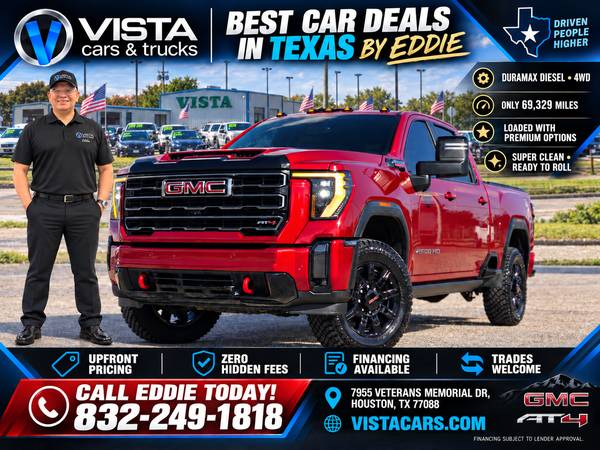 VISTA
cars & trucks
BEST CAR DEALS
IN TEXAS BY EDDIE
DRIVEN
PEOPLE
HIGHER
DURAMAX DIESEL • 4WD
ONLY 69,329 MILES
LOADED WITH
PREMIUM OPTIONS
SUPER CLEAN •
READY TO ROLL
VISTA
GMC
AT4
UPFRONT
PRICING
ZERO
HIDDEN FEES
FINANCING
AVAILABLE
TRADES
WELCOME
CALL EDDIE TODAY!
832-249-1818
7955 VETERANS MEMORIAL DR,
HOUSTON, TX 77088
VISTACARS.COM
GMC
AT4
FINANCING SUBJECT TO LENDER APPROVAL.